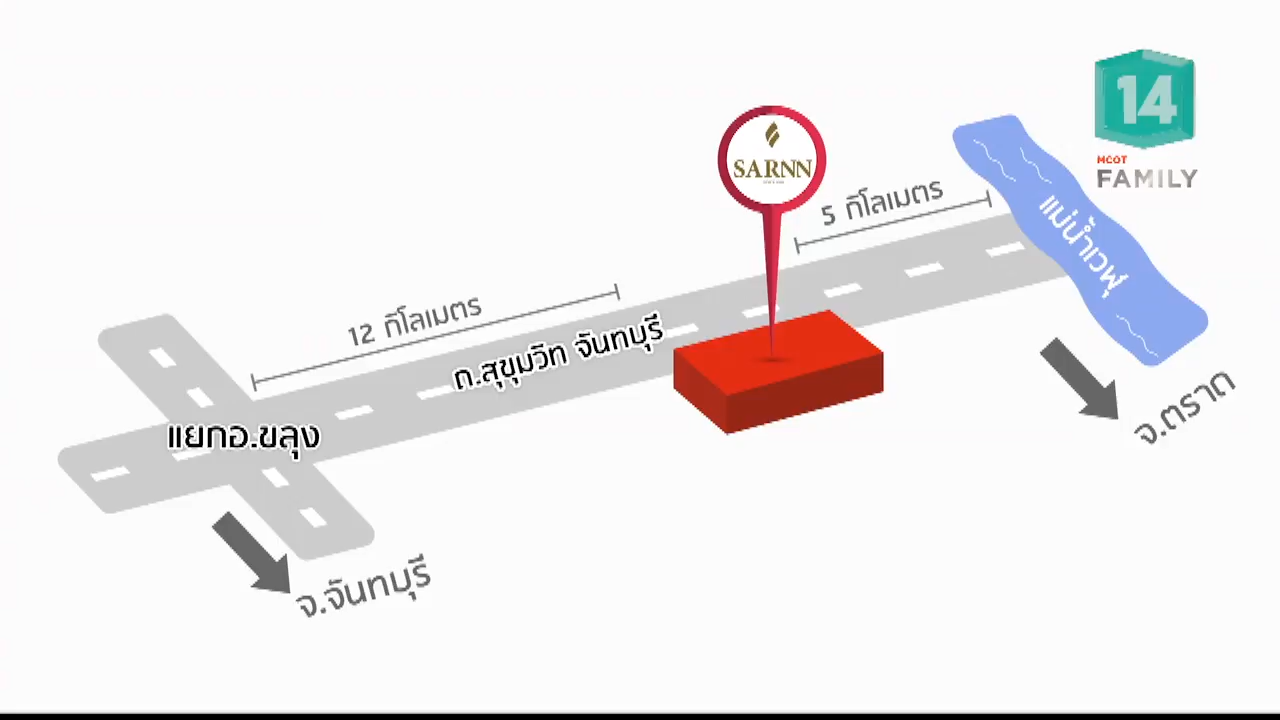 14
MCOT
FAMILY
SARNN
5 กิโลเมตร
แม่น้ำเวฬุ
12 กิโลเมตร
ถ.สุขุมวิท จันทบุรี
แยกอ.ขลุง
จ.ตราด
จ.จันทบุรี